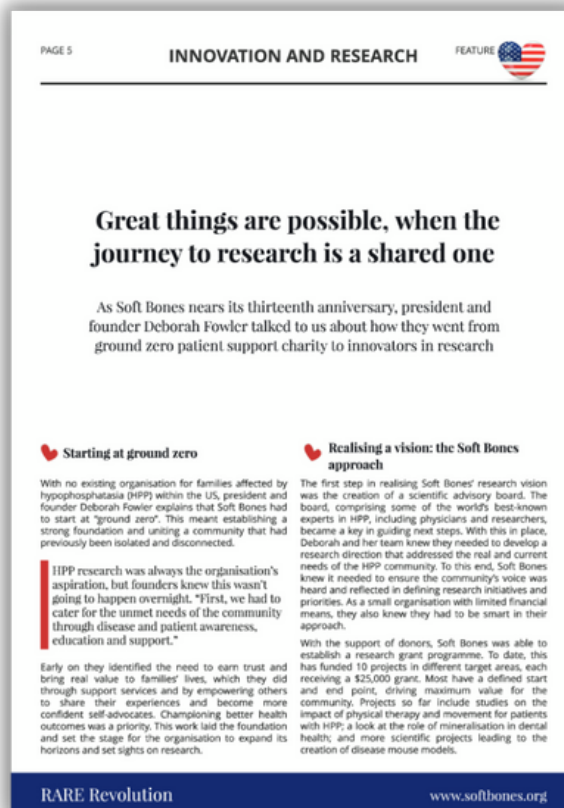 PAGE 5
INNOVATION AND RESEARCH
FEATURE
Great things are possible, when the
journey to research is a shared one
As Soft Bones nears its thirteenth anniversary, president and
founder Deborah Fowler talked to us about how they went from
ground zero patient support charity to innovators in research
Starting at ground zero
With no existing organisation for families affected by
hypophosphatasia (HPP) within the US, president and
founder Deborah Fowler explains that Soft Bones had
to start at "ground zero". This meant establishing a
strong foundation and uniting a community that had
previously been isolated and disconnected.
HPP research was always the organisation's
aspiration, but founders knew this wasn't
going to happen overnight. "First, we had to
cater for the unmet needs of the community
through disease and patient awareness,
education and support."
Early on they identified the need to earn trust and
bring real value to families' lives, which they did
through support services and by empowering others
to share their experiences and become more
confident self-advocates. Championing better health
outcomes was a priority. This work laid the foundation
and set the stage for the organisation to expand its
horizons and set sights on research.
Realising a vision: the Soft Bones
approach
The first step in realising Soft Bones' research vision
was the creation of a scientific advisory board. The
board, comprising some of the world's best-known
experts in HPP, including physicians and researchers,
became a key in guiding next steps. With this in place,
Deborah and her team knew they needed to develop a
research direction that addressed the real and current
needs of the HPP community. To this end, Soft Bones
knew it needed to ensure the community's voice was
heard and reflected in defining research initiatives and
priorities. As a small organisation with limited financial
means, they also knew they had to be smart in their
approach.
With the support of donors, Soft Bones was able to
establish a research grant programme. To date, this
has funded 10 projects in different target areas, each
receiving a $25,000 grant. Most have a defined start
and end point, driving maximum value for the
community. Projects so far include studies on the
impact of physical therapy and movement for patients
with HPP; a look at the role of mineralisation in dental
health; and more scientific projects leading to the
creation of disease mouse models.
RARE Revolution
www.softbones.org